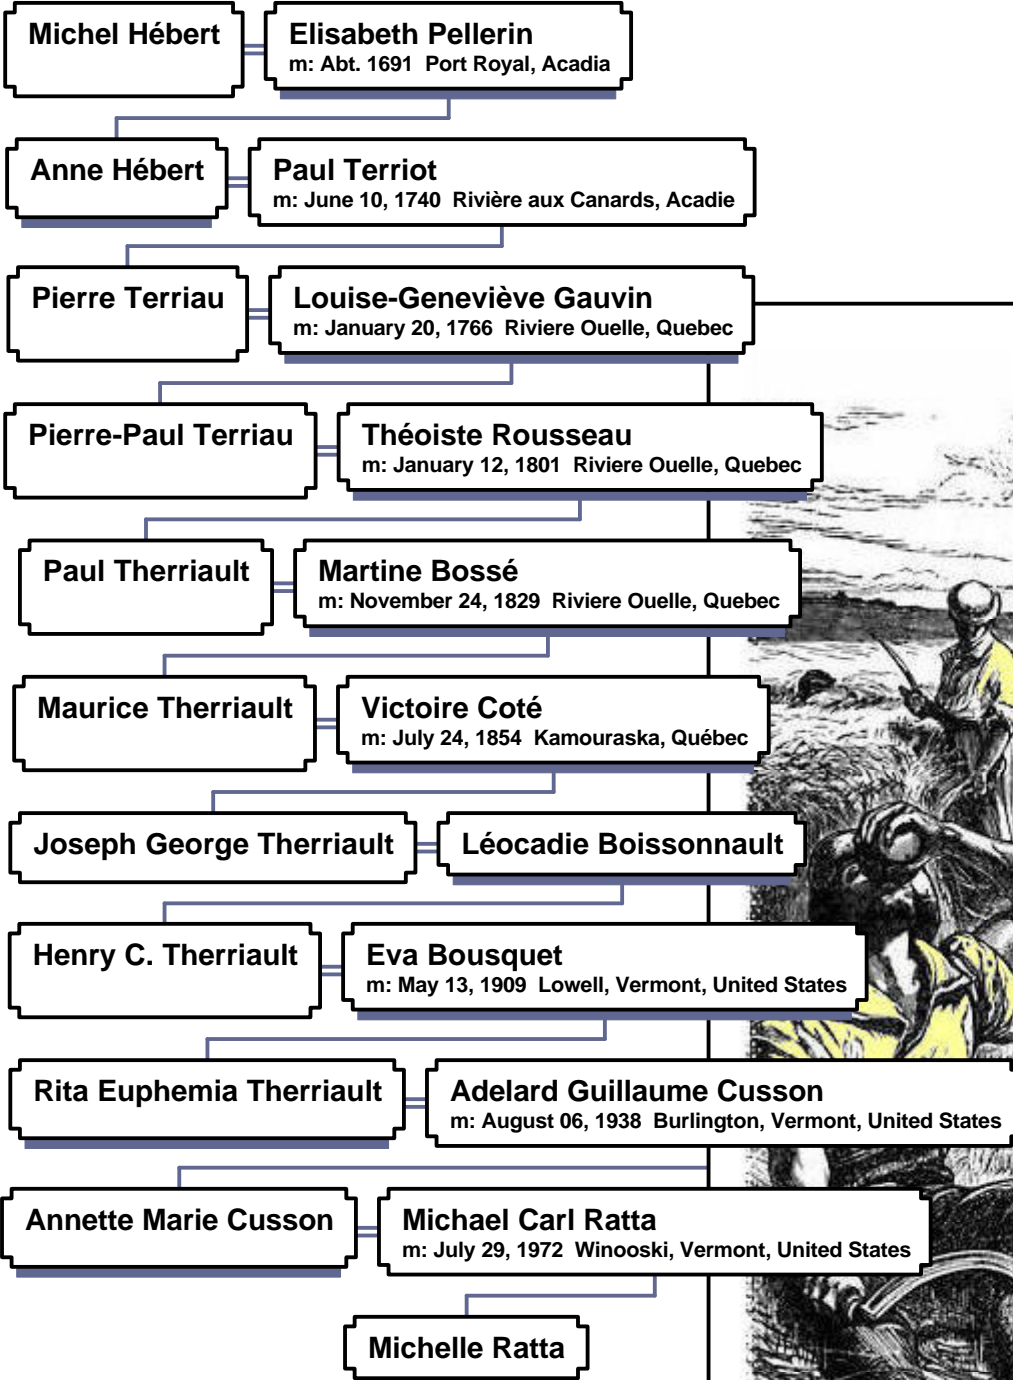 Michel Hébert
Elisabeth Pellerin
m: Abt. 1691 Port Royal, Acadia
Anne Hébert
Paul Terriot
m: June 10, 1740 Rivière aux Canards, Acadie
Pierre Terriau
Louise-Geneviève Gauvin
m: January 20, 1766 Riviere Ouelle, Quebec
Pierre-Paul Terriau
Théoiste Rousseau
m: January 12, 1801 Riviere Ouelle, Quebec
Paul Therriault
Martine Bossé
m: November 24, 1829 Riviere Ouelle, Quebec
Maurice Therriault
Victoire Coté
m: July 24, 1854 Kamouraska, Québec
Joseph George Therriault
Léocadie Boissonnault
Henry C. Therriault
Eva Bousquet
m: May 13, 1909 Lowell, Vermont, United States
Rita Euphemia Therriault
Adelard Guillaume Cusson
m: August 06, 1938 Burlington, Vermont, United States
Annette Marie Cusson
Michael Carl Ratta
m: July 29, 1972 Winooski, Vermont, United States
Michelle Ratta